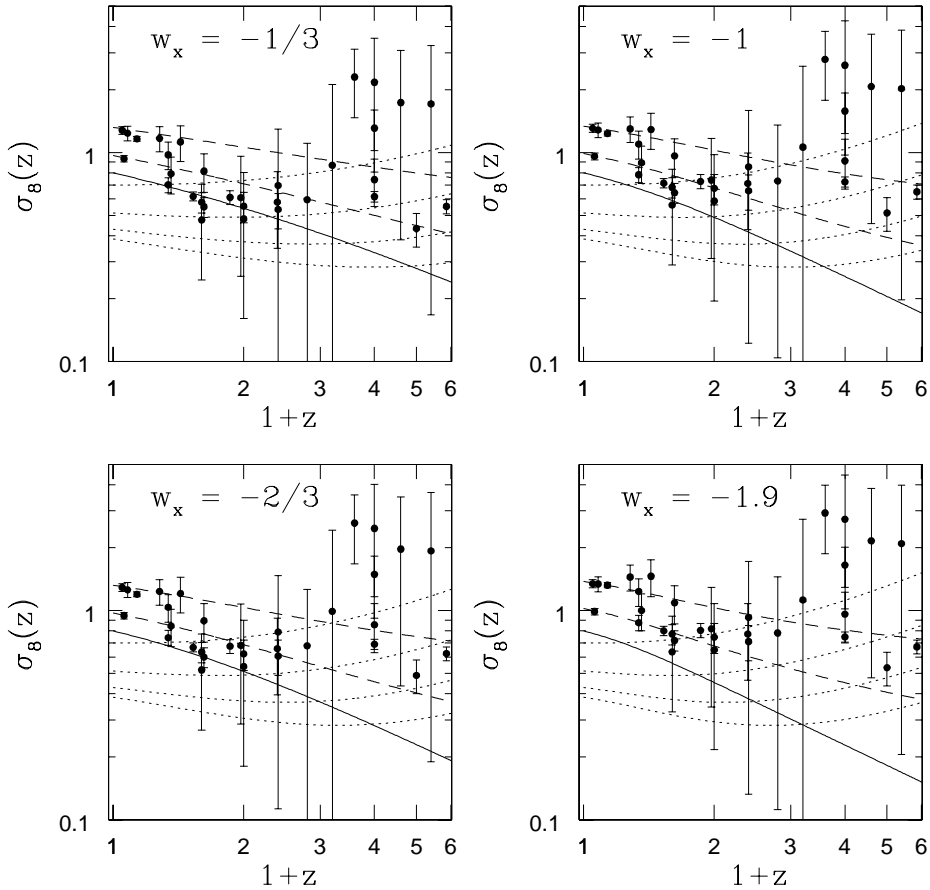 w_x = −1/3
σ_8(z)
1
0.1
1 2 3 4 5 6
1+z
w_x = −1
σ_8(z)
1
0.1
1 2 3 4 5 6
1+z
w_x = −2/3
σ_8(z)
1
0.1
1 2 3 4 5 6
1+z
w_x = −1.9
σ_8(z)
1
0.1
1 2 3 4 5 6
1+z